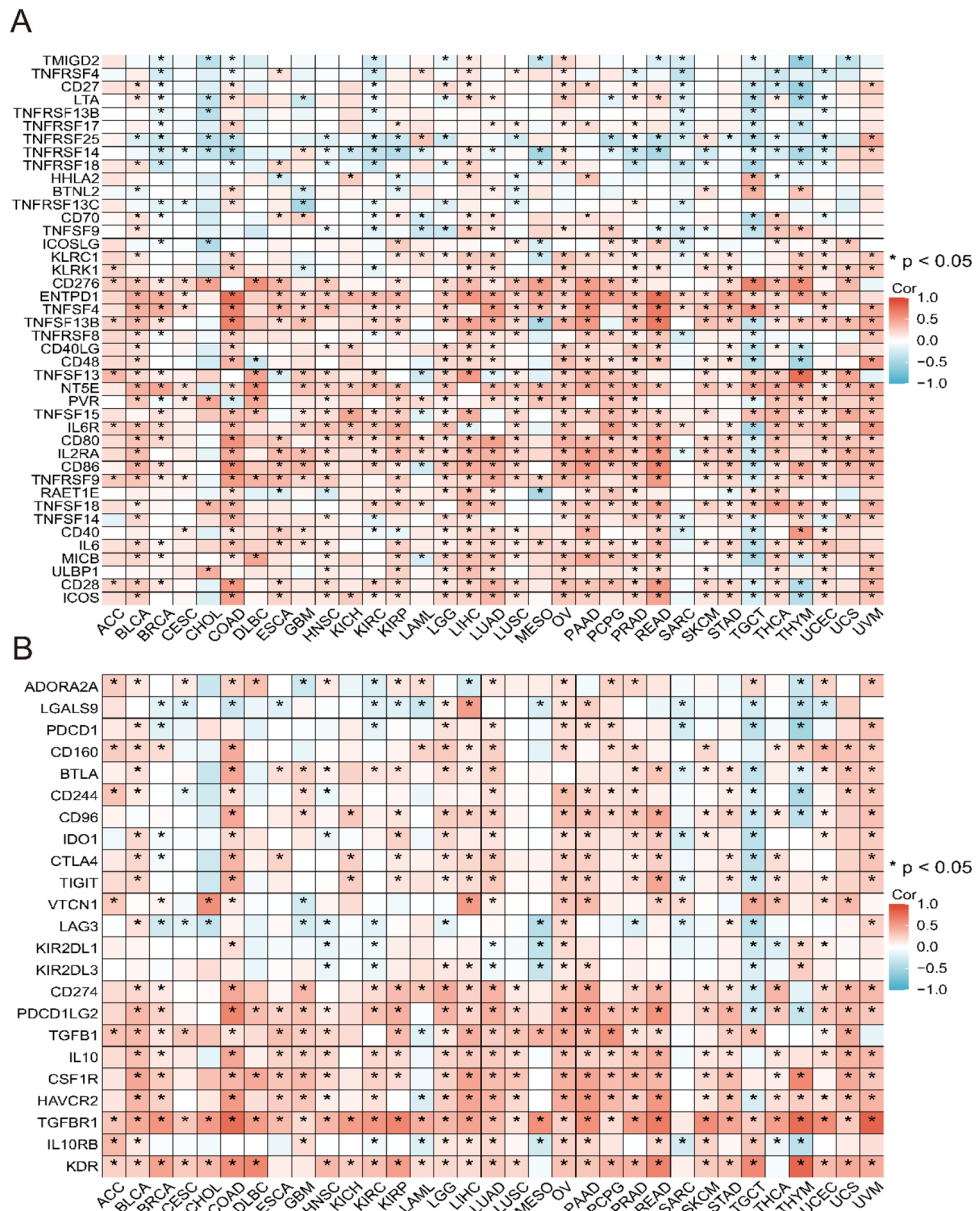 A
TMIGD2
TNFRSF4
CD27
LTA
TNFRSF13B
TNFRSF17
TNFRSF25
TNFRSF14
TNFRSF18
HHLA2
BTNL2
TNFRSF13C
CD70
TNFSF9
ICOSLG
KLRC1
KLRK1
CD276
ENTPD1
TNFSF4
TNFSF13B
TNFRSF8
CD40LG
CD48
TNFSF13
NT5E
PVR
TNFSF15
IL6R
CD80
IL2RA
CD86
TNFRSF9
RAET1E
TNFSF18
TNFSF14
CD40
IL6
MICB
ULBP1
CD28
ICOS
* p < 0.05
Cor
1.0
0.5
0.0
−0.5
−1.0
ACC BLCA BRCA CESC CHOL COAD DLBC ESCA GBM HNSC KICH KIRC KIRP LAML LGG LIHC LUAD LUSC MESO OV PAAD PCPG PRAD READ SARC SKCM STAD TGCT THCA THYM UCEC UCS UVM
B
ADORA2A
LGALS9
PDCD1
CD160
BTLA
CD244
CD96
IDO1
CTLA4
TIGIT
VTCN1
LAG3
KIR2DL1
KIR2DL3
CD274
PDCD1LG2
TGFB1
IL10
CSF1R
HAVCR2
TGFBR1
IL10RB
KDR
* p < 0.05
Cor
1.0
0.5
0.0
−0.5
−1.0
ACC BLCA BRCA CESC CHOL COAD DLBC ESCA GBM HNSC KICH KIRC KIRP LAML LGG LIHC LUAD LUSC MESO OV PAAD PCPG PRAD READ SARC SKCM STAD TGCT THCA THYM UCEC UCS UVM